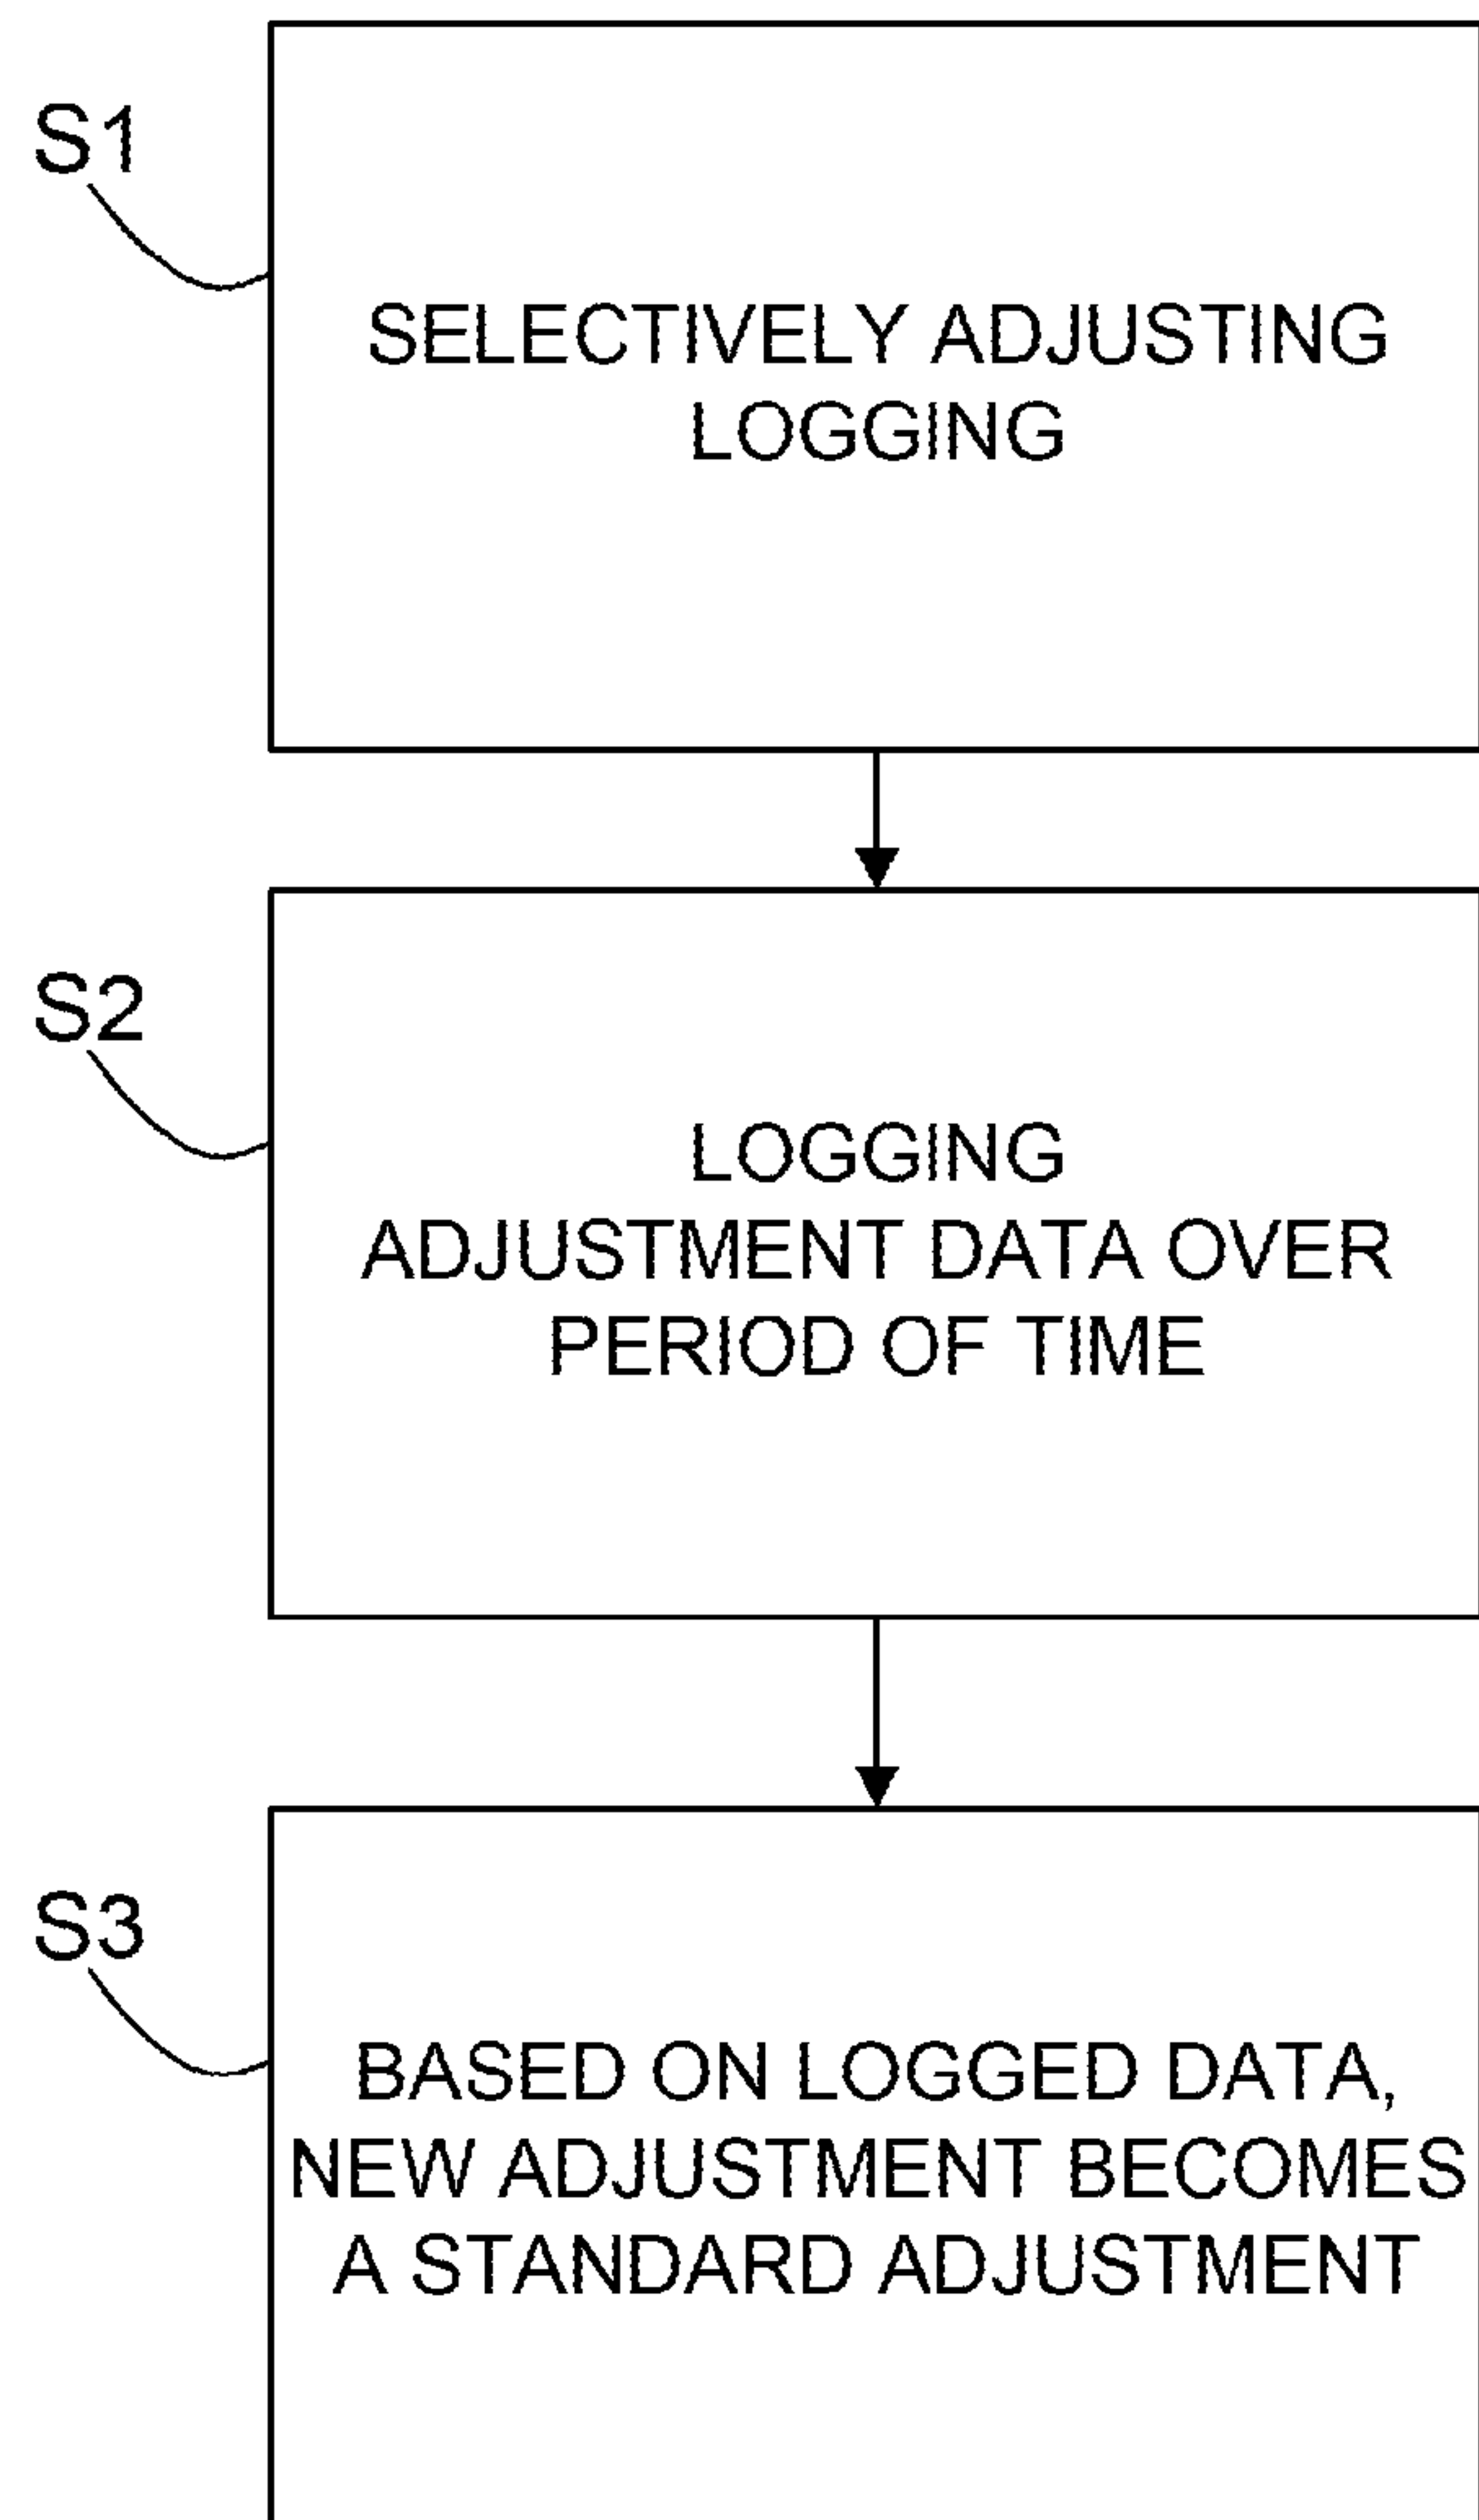 S1
SELECTIVELY ADJUSTING
LOGGING
S2
LOGGING
ADJUSTMENT DATA OVER
PERIOD OF TIME
S3
BASED ON LOGGED DATA,
NEW ADJUSTMENT BECOMES
A STANDARD ADJUSTMENT